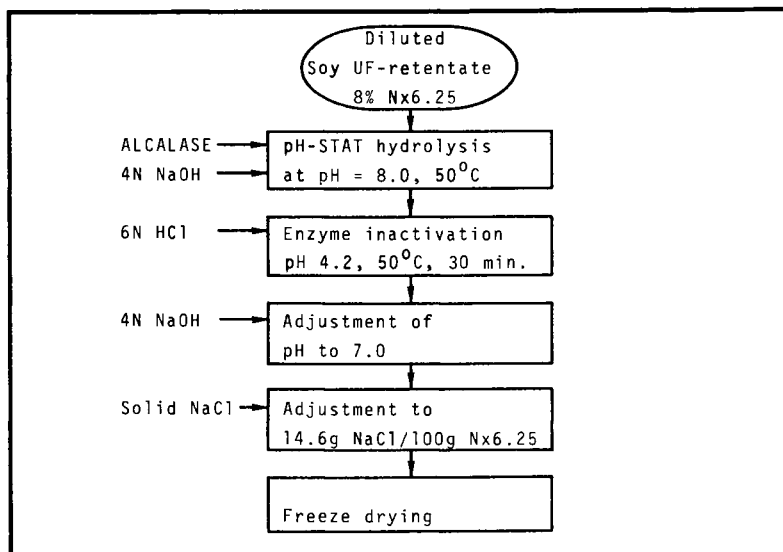 Diluted
Soy UF-retentate
8% Nx6.25
ALCALASE
4N NaOH
pH-STAT hydrolysis
at pH = 8.0, 50°C
6N HCl
Enzyme inactivation
pH 4.2, 50°C, 30 min.
4N NaOH
Adjustment of
pH to 7.0
Solid NaCl
Adjustment to
14.6g NaCl/100g Nx6.25
Freeze drying